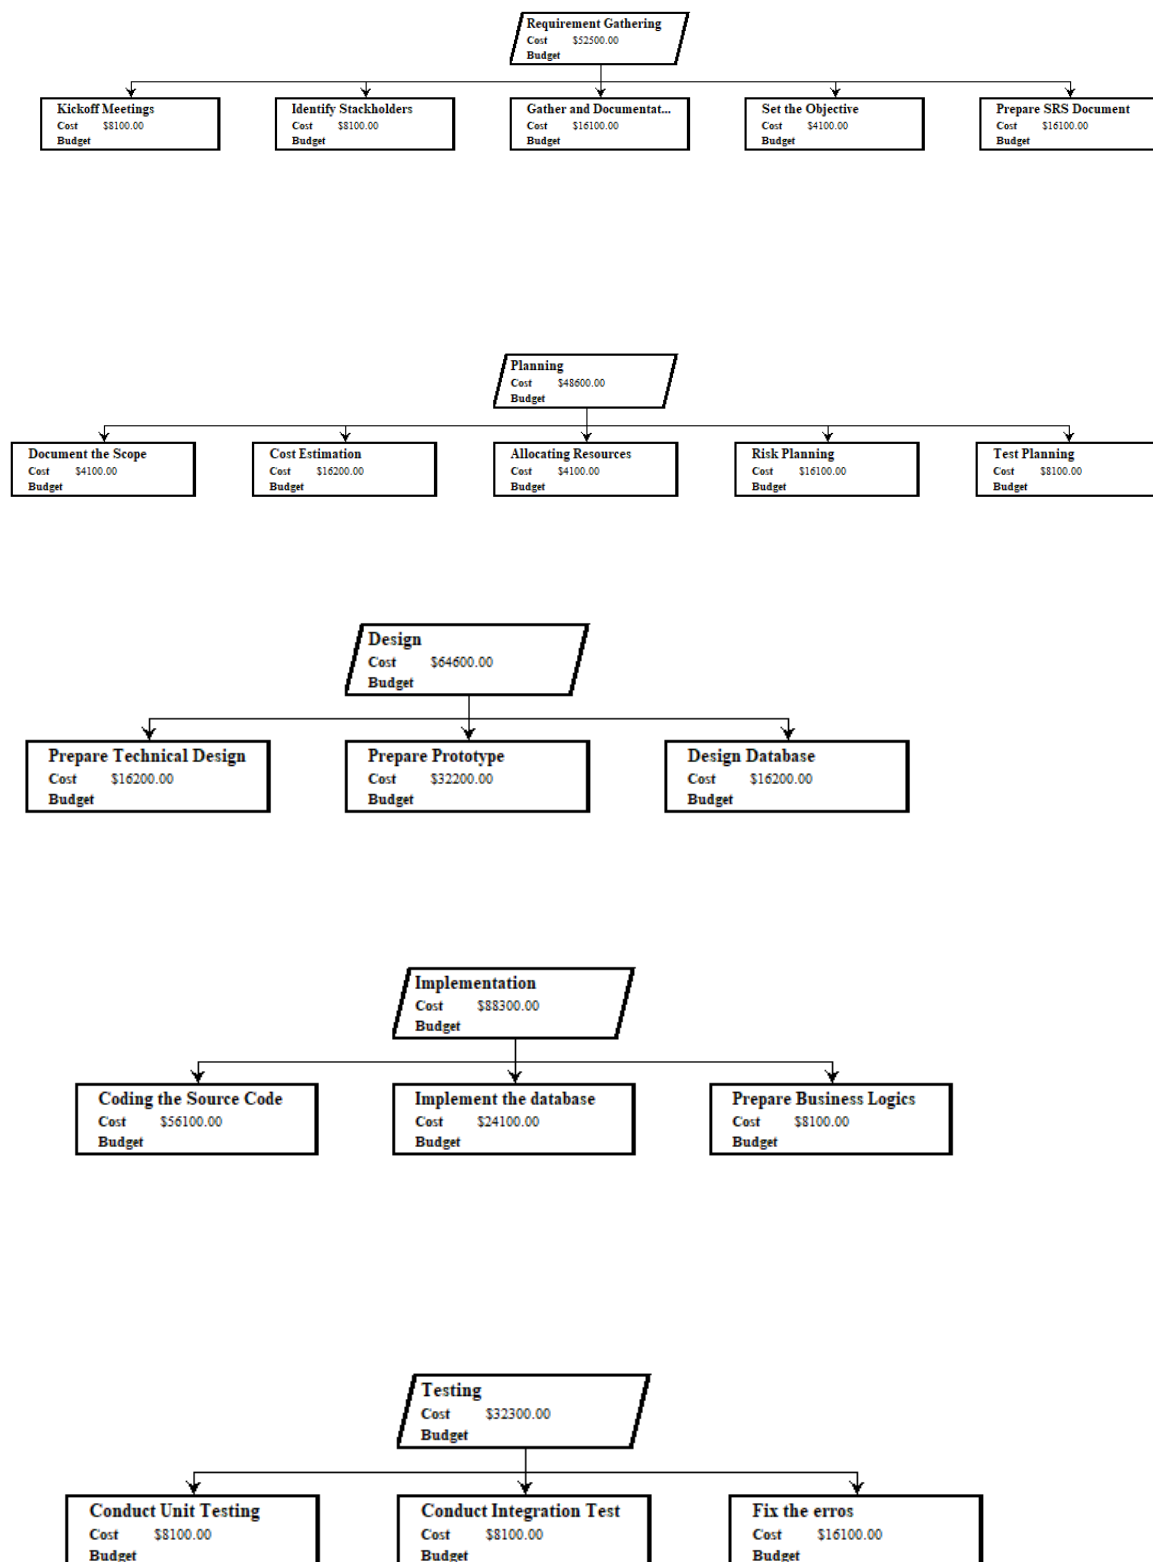 Requirement Gathering
Cost $52500.00
Budget
Kickoff Meetings
Cost $8100.00
Budget
Identify Stackholders
Cost $8100.00
Budget
Gather and Documentat...
Cost $16100.00
Budget
Set the Objective
Cost $4100.00
Budget
Prepare SRS Document
Cost $16100.00
Budget
Planning
Cost $48600.00
Budget
Document the Scope
Cost $4100.00
Budget
Cost Estimation
Cost $16200.00
Budget
Allocating Resources
Cost $4100.00
Budget
Risk Planning
Cost $16100.00
Budget
Test Planning
Cost $8100.00
Budget
Design
Cost $64600.00
Budget
Prepare Technical Design
Cost $16200.00
Budget
Prepare Prototype
Cost $32200.00
Budget
Design Database
Cost $16200.00
Budget
Implementation
Cost $88300.00
Budget
Coding the Source Code
Cost $56100.00
Budget
Implement the database
Cost $24100.00
Budget
Prepare Business Logics
Cost $8100.00
Budget
Testing
Cost $32300.00
Budget
Conduct Unit Testing
Cost $8100.00
Budget
Conduct Integration Test
Cost $8100.00
Budget
Fix the erros
Cost $16100.00
Budget